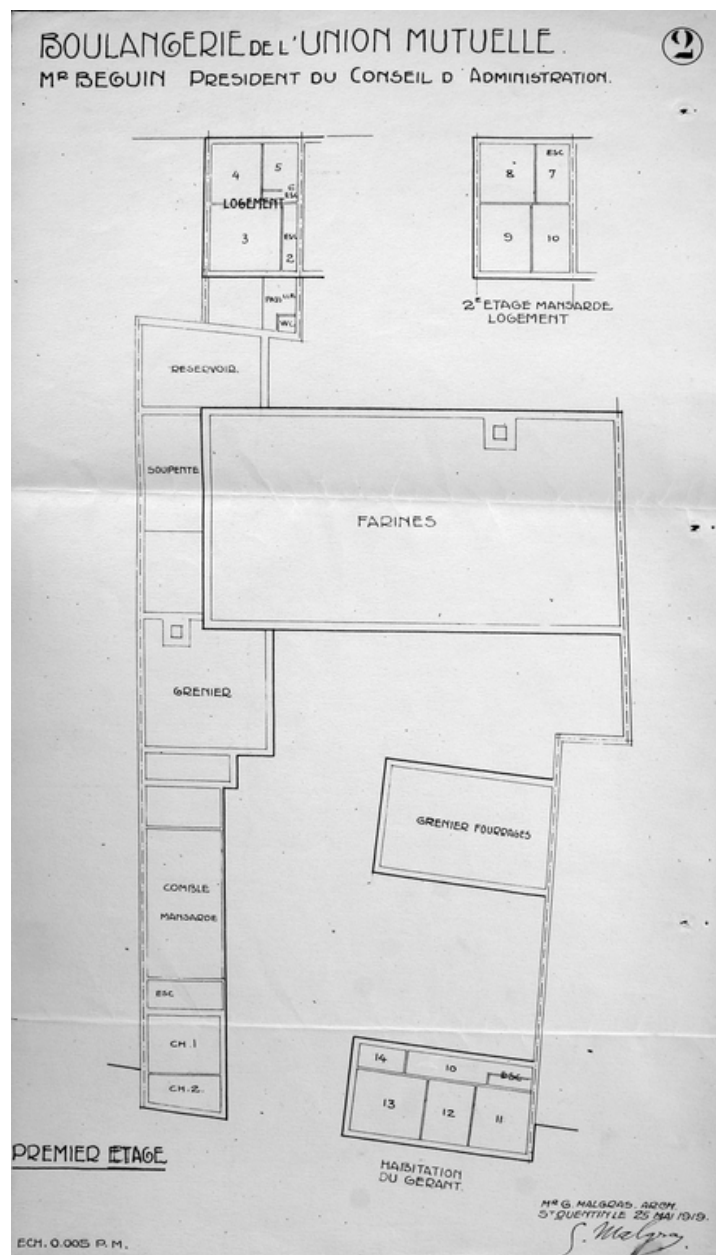 BOULANGERIE DE L'UNION MUTUELLE.
2
MR BEGUIN PRESIDENT DU CONSEIL D'ADMINISTRATION.
4
5
6
ESC
LOGEMENT
3
ESC
2
WC
8
ESC
7
9
10
2E ETAGE MANSARDE
LOGEMENT
RESERVOIR.
SOUPENTE
FARINES
GRENIER
GRENIER FOURRAGES
COMBLE
MANSARDE
ESC
CH. 1
CH. 2.
14
10
ESC
13
12
11
PREMIER ETAGE
HABITATION
DU GERANT.
MR G. MALGRAS. ARCH.
ST QUENTIN LE 25 MAI 1919.
G. Malgras
ECH. 0.005 P. M.